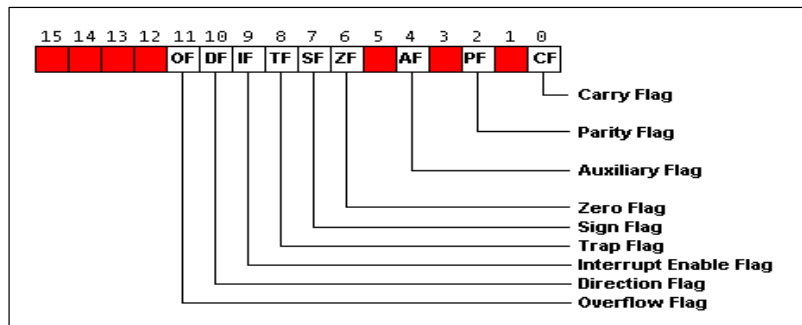 15 14 13 12 11 10 9 8 7 6 5 4 3 2 1 0
OF DF IF TF SF ZF AF PF CF
Carry Flag
Parity Flag
Auxiliary Flag
Zero Flag
Sign Flag
Trap Flag
Interrupt Enable Flag
Direction Flag
Overflow Flag